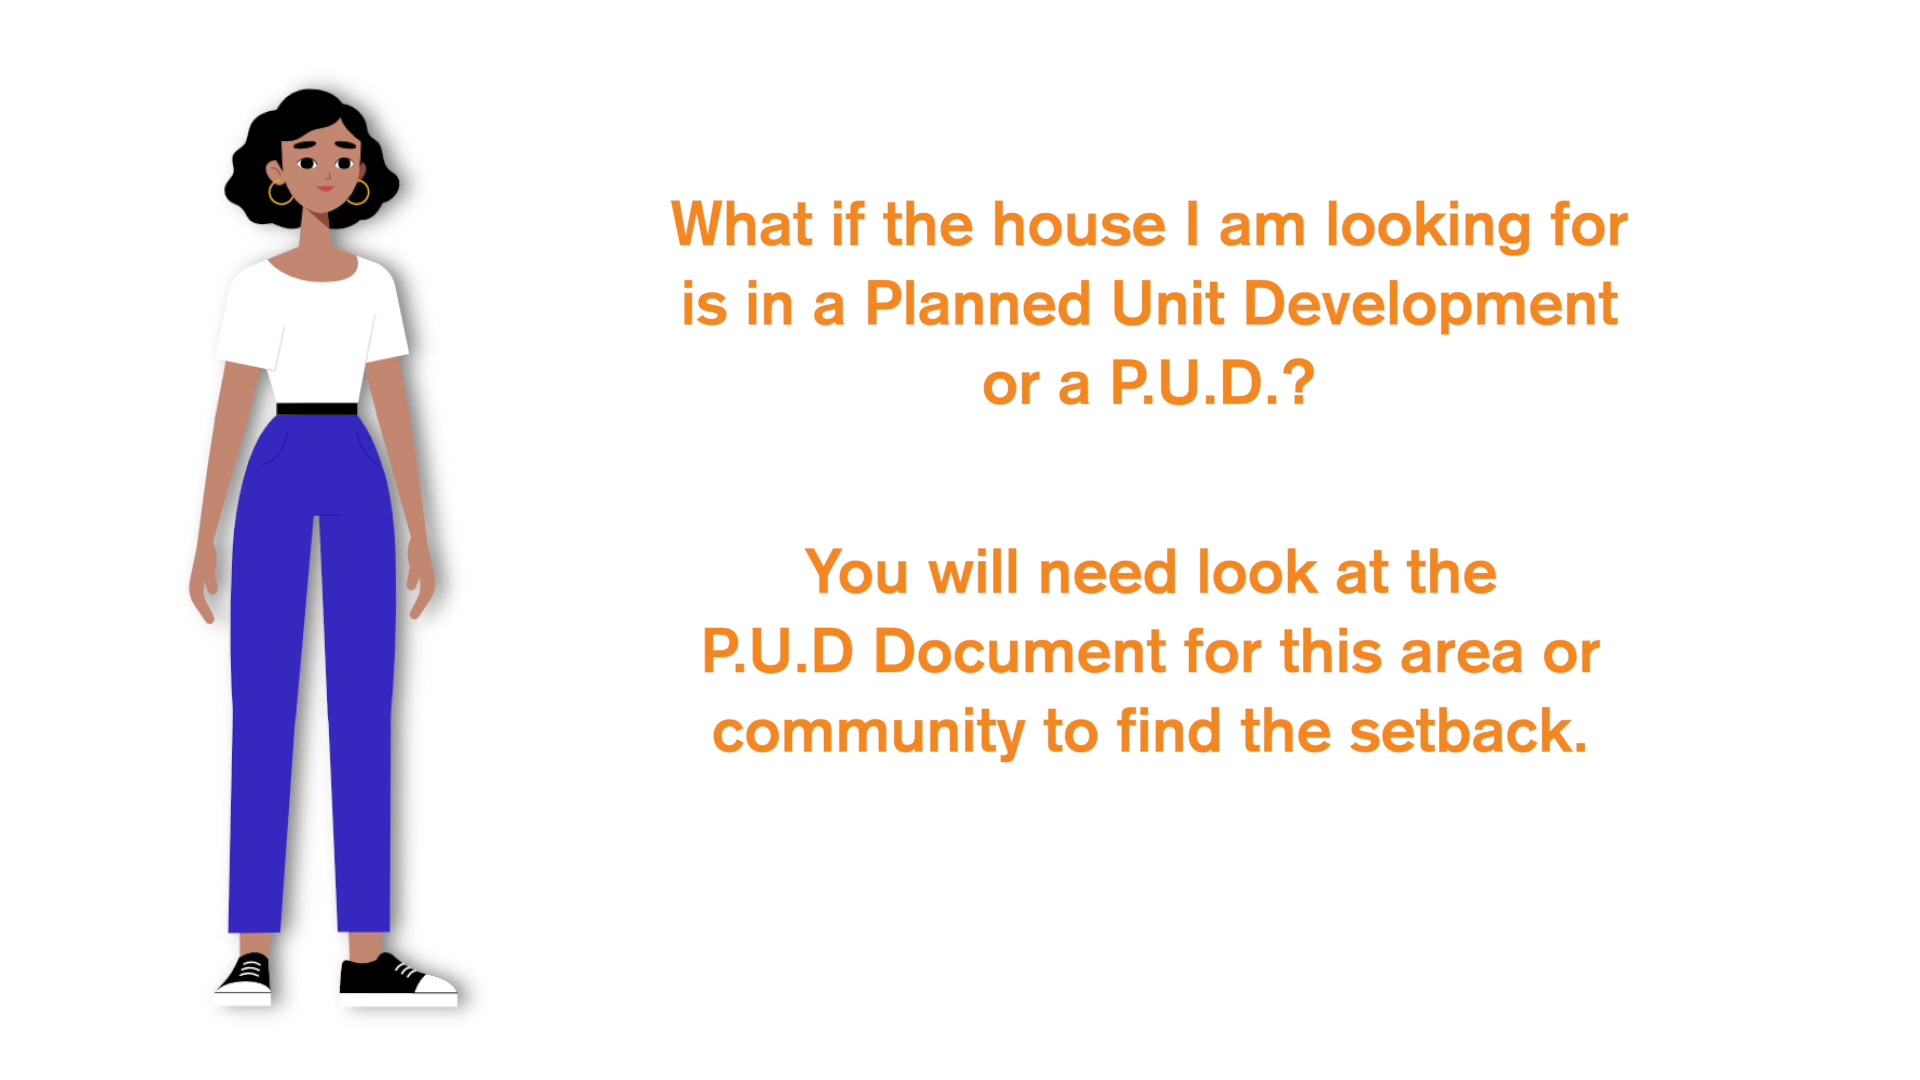 What if the house I am looking for
is in a Planned Unit Development
or a P.U.D.?
You will need look at the
P.U.D Document for this area or
community to find the setback.